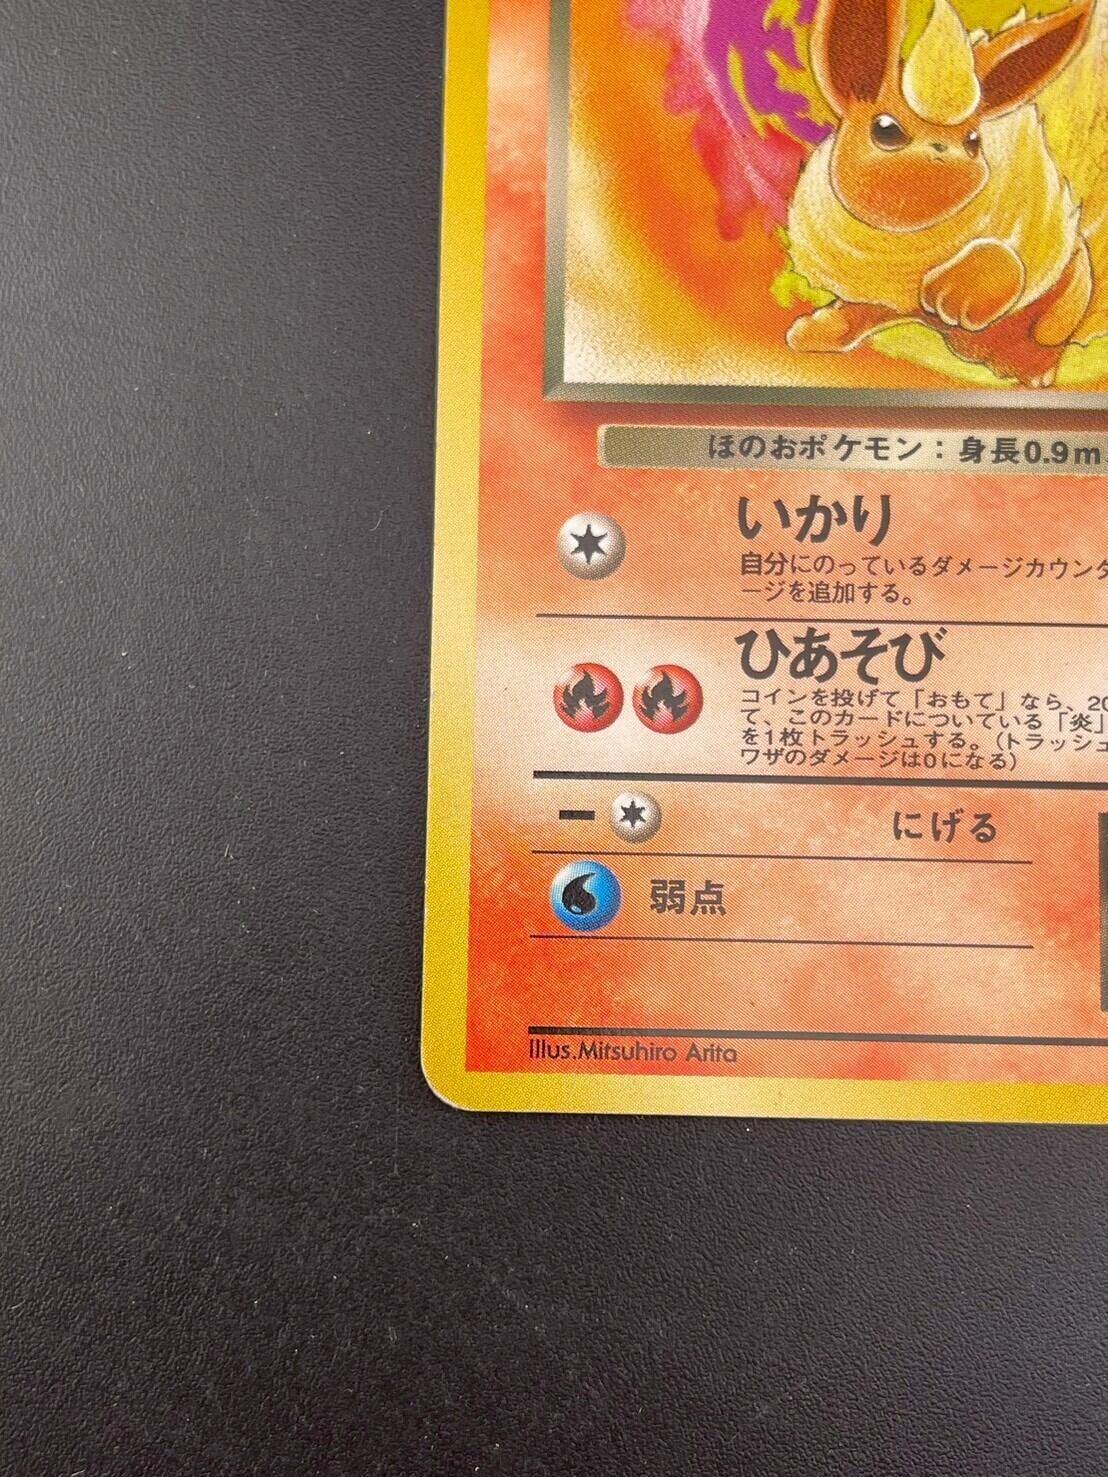 ほのおポケモン：身長0.9m
いかり
自分にのっているダメージカウンタ
ージを追加する。
ひあそび
コインを投げて「おもて」なら、20
て、このカードについている「炎」
を1枚トラッシュする。（トラッシュ
ワザのダメージは0になる）
にげる
弱点
Illus.Mitsuhiro Arita